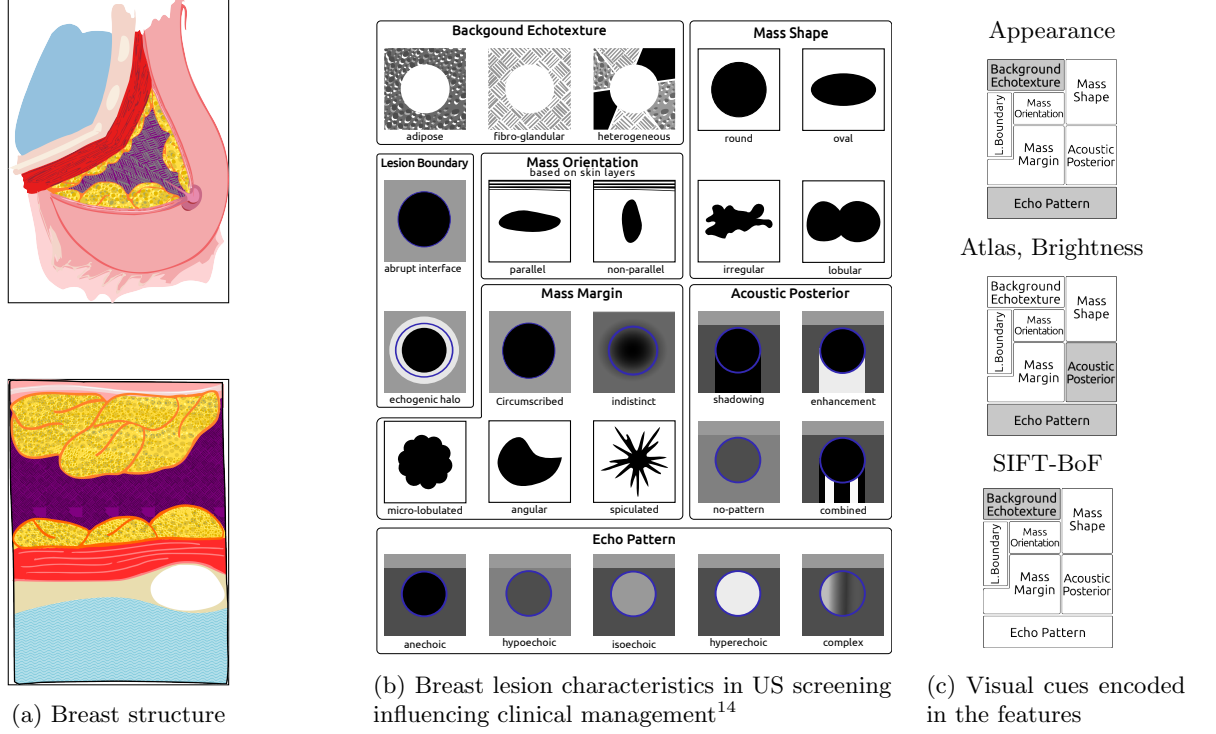 Backgound Echotexture
adipose
fibro-glandular
heterogeneous
Mass Shape
round
oval
irregular
lobular
Lesion Boundary
abrupt interface
echogenic halo
Mass Orientation
based on skin layers
parallel
non-parallel
Mass Margin
Circumscribed
indistinct
micro-lobulated
angular
spiculated
Acoustic Posterior
shadowing
enhancement
no-pattern
combined
Echo Pattern
anechoic
hypoechoic
isoechoic
hyperechoic
complex
Appearance
Background
Echotexture
Mass
Shape
L.Boundary
Mass
Orientation
Mass
Margin
Acoustic
Posterior
Echo Pattern
Atlas, Brightness
Background
Echotexture
Mass
Shape
L.Boundary
Mass
Orientation
Mass
Margin
Acoustic
Posterior
Echo Pattern
SIFT-BoF
Background
Echotexture
Mass
Shape
L.Boundary
Mass
Orientation
Mass
Margin
Acoustic
Posterior
Echo Pattern
(a) Breast structure
(b) Breast lesion characteristics in US screening
influencing clinical management14
(c) Visual cues encoded
in the features